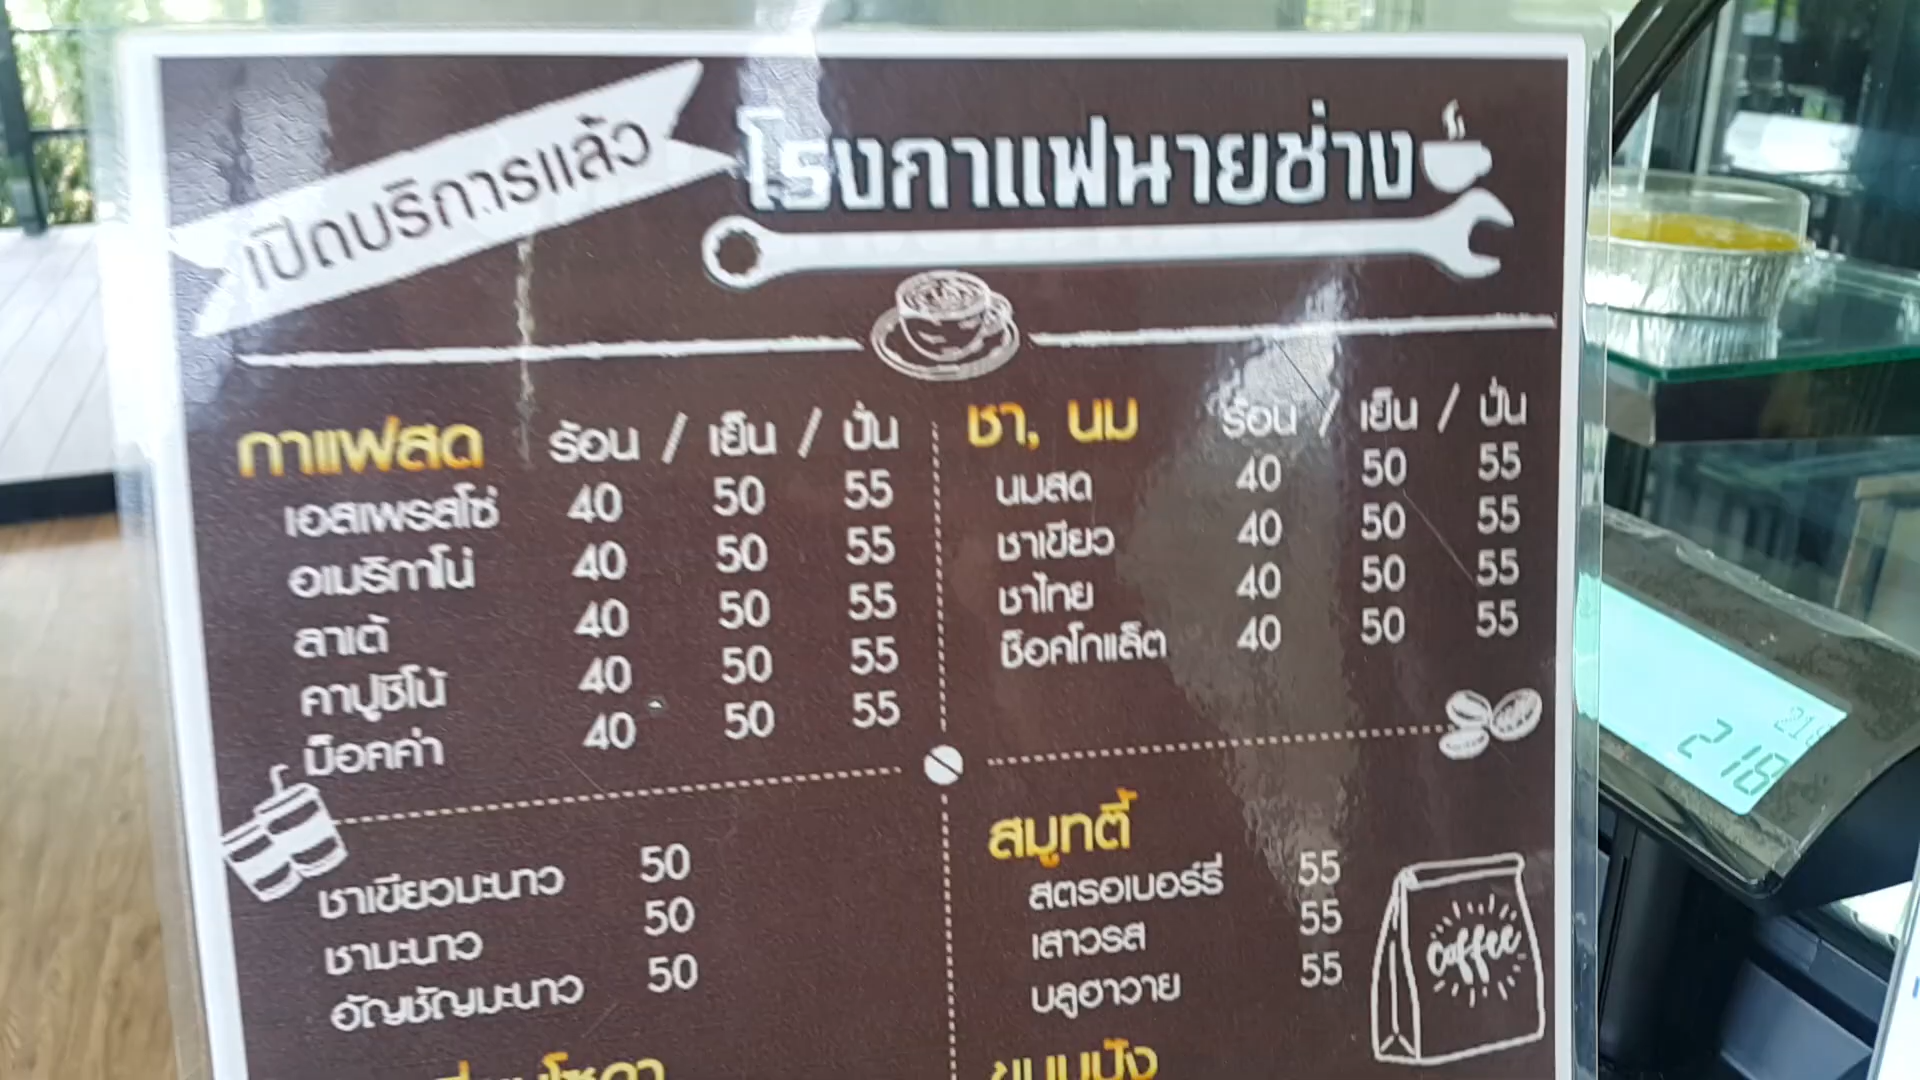 เปิดบริการแล้ว
โรงกาแฟนายช่าง
กาแฟสด ร้อน / เย็น / ปั่น
เอสเพรสโซ่ 40 50 55
อเมริกาโน่ 40 50 55
ลาเต้ 40 50 55
คาปูชิโน้ 40 50 55
ม็อคค่า 40 50 55
ชา, นม ร้อน / เย็น / ปั่น
นมสด 40 50 55
ชาเขียว 40 50 55
ชาไทย 40 50 55
ช็อคโกแล็ต 40 50 55
ชาเขียวมะนาว 50
ชามะนาว 50
อัญชัญมะนาว 50
สมูทตี้
สตรอเบอร์รี่ 55
เสาวรส 55
บลูฮาวาย 55
Coffee
ขนมปัง
218